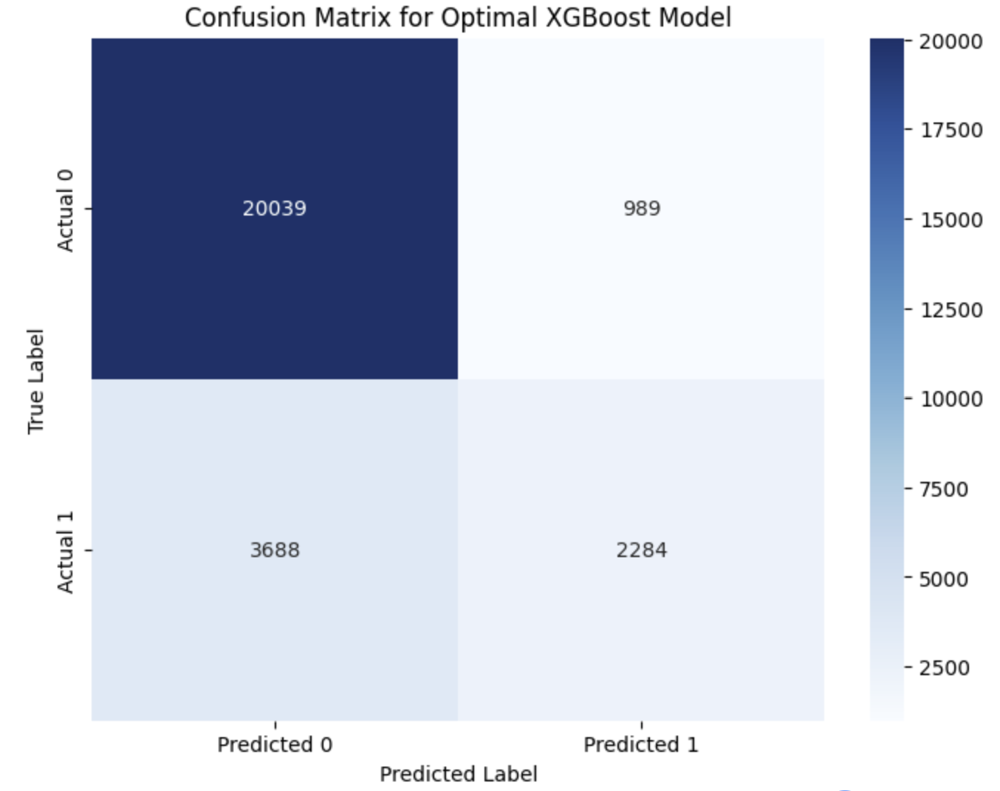 Confusion Matrix for Optimal XGBoost Model
20000
17500
15000
12500
10000
7500
5000
2500
True Label
Actual 0
20039 989
Actual 1
3688 2284
Predicted 0 Predicted 1
Predicted Label